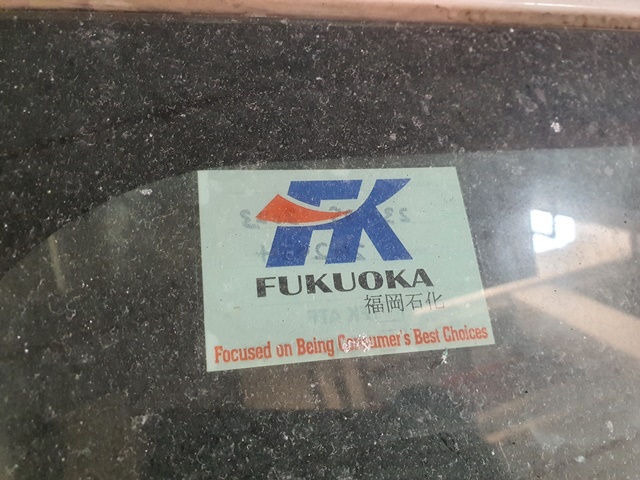 FK
FUKUOKA
福岡石化
Focused on Being Consumer's Best Choices